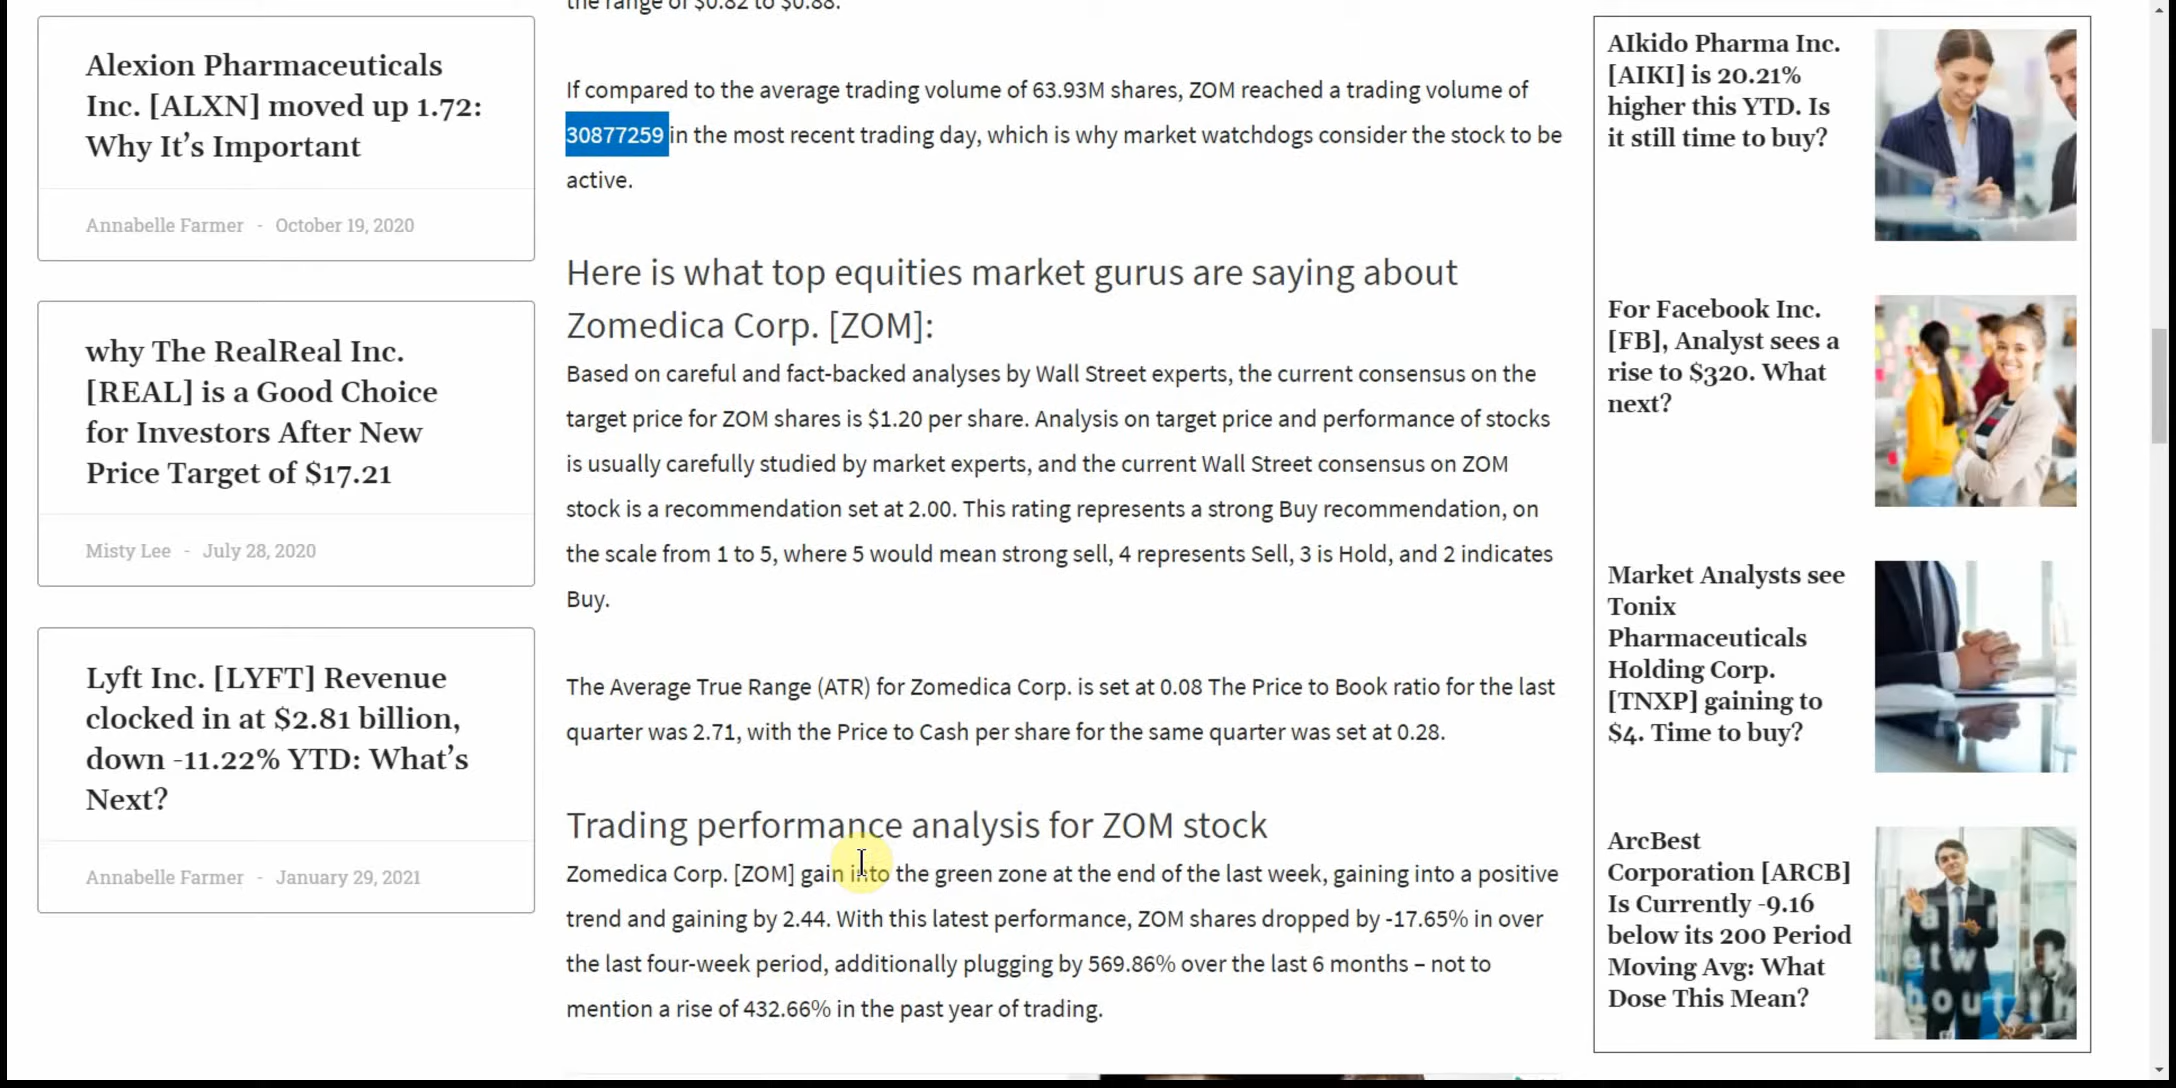 Alexion Pharmaceuticals
Inc. [ALXN] moved up 1.72:
Why It’s Important
Annabelle Farmer - October 19, 2020
why The RealReal Inc.
[REAL] is a Good Choice
for Investors After New
Price Target of $17.21
Misty Lee - July 28, 2020
Lyft Inc. [LYFT] Revenue
clocked in at $2.81 billion,
down -11.22% YTD: What’s
Next?
Annabelle Farmer - January 29, 2021
the range of $0.82 to $0.88.
If compared to the average trading volume of 63.93M shares, ZOM reached a trading volume of
30877259 in the most recent trading day, which is why market watchdogs consider the stock to be
active.
Here is what top equities market gurus are saying about
Zomedica Corp. [ZOM]:
Based on careful and fact-backed analyses by Wall Street experts, the current consensus on the
target price for ZOM shares is $1.20 per share. Analysis on target price and performance of stocks
is usually carefully studied by market experts, and the current Wall Street consensus on ZOM
stock is a recommendation set at 2.00. This rating represents a strong Buy recommendation, on
the scale from 1 to 5, where 5 would mean strong sell, 4 represents Sell, 3 is Hold, and 2 indicates
Buy.
The Average True Range (ATR) for Zomedica Corp. is set at 0.08 The Price to Book ratio for the last
quarter was 2.71, with the Price to Cash per share for the same quarter was set at 0.28.
Trading performance analysis for ZOM stock
Zomedica Corp. [ZOM] gain into the green zone at the end of the last week, gaining into a positive
trend and gaining by 2.44. With this latest performance, ZOM shares dropped by -17.65% in over
the last four-week period, additionally plugging by 569.86% over the last 6 months – not to
mention a rise of 432.66% in the past year of trading.
AIkido Pharma Inc.
[AIKI] is 20.21%
higher this YTD. Is
it still time to buy?
For Facebook Inc.
[FB], Analyst sees a
rise to $320. What
next?
Market Analysts see
Tonix
Pharmaceuticals
Holding Corp.
[TNXP] gaining to
$4. Time to buy?
ArcBest
Corporation [ARCB]
Is Currently -9.16
below its 200 Period
Moving Avg: What
Dose This Mean?